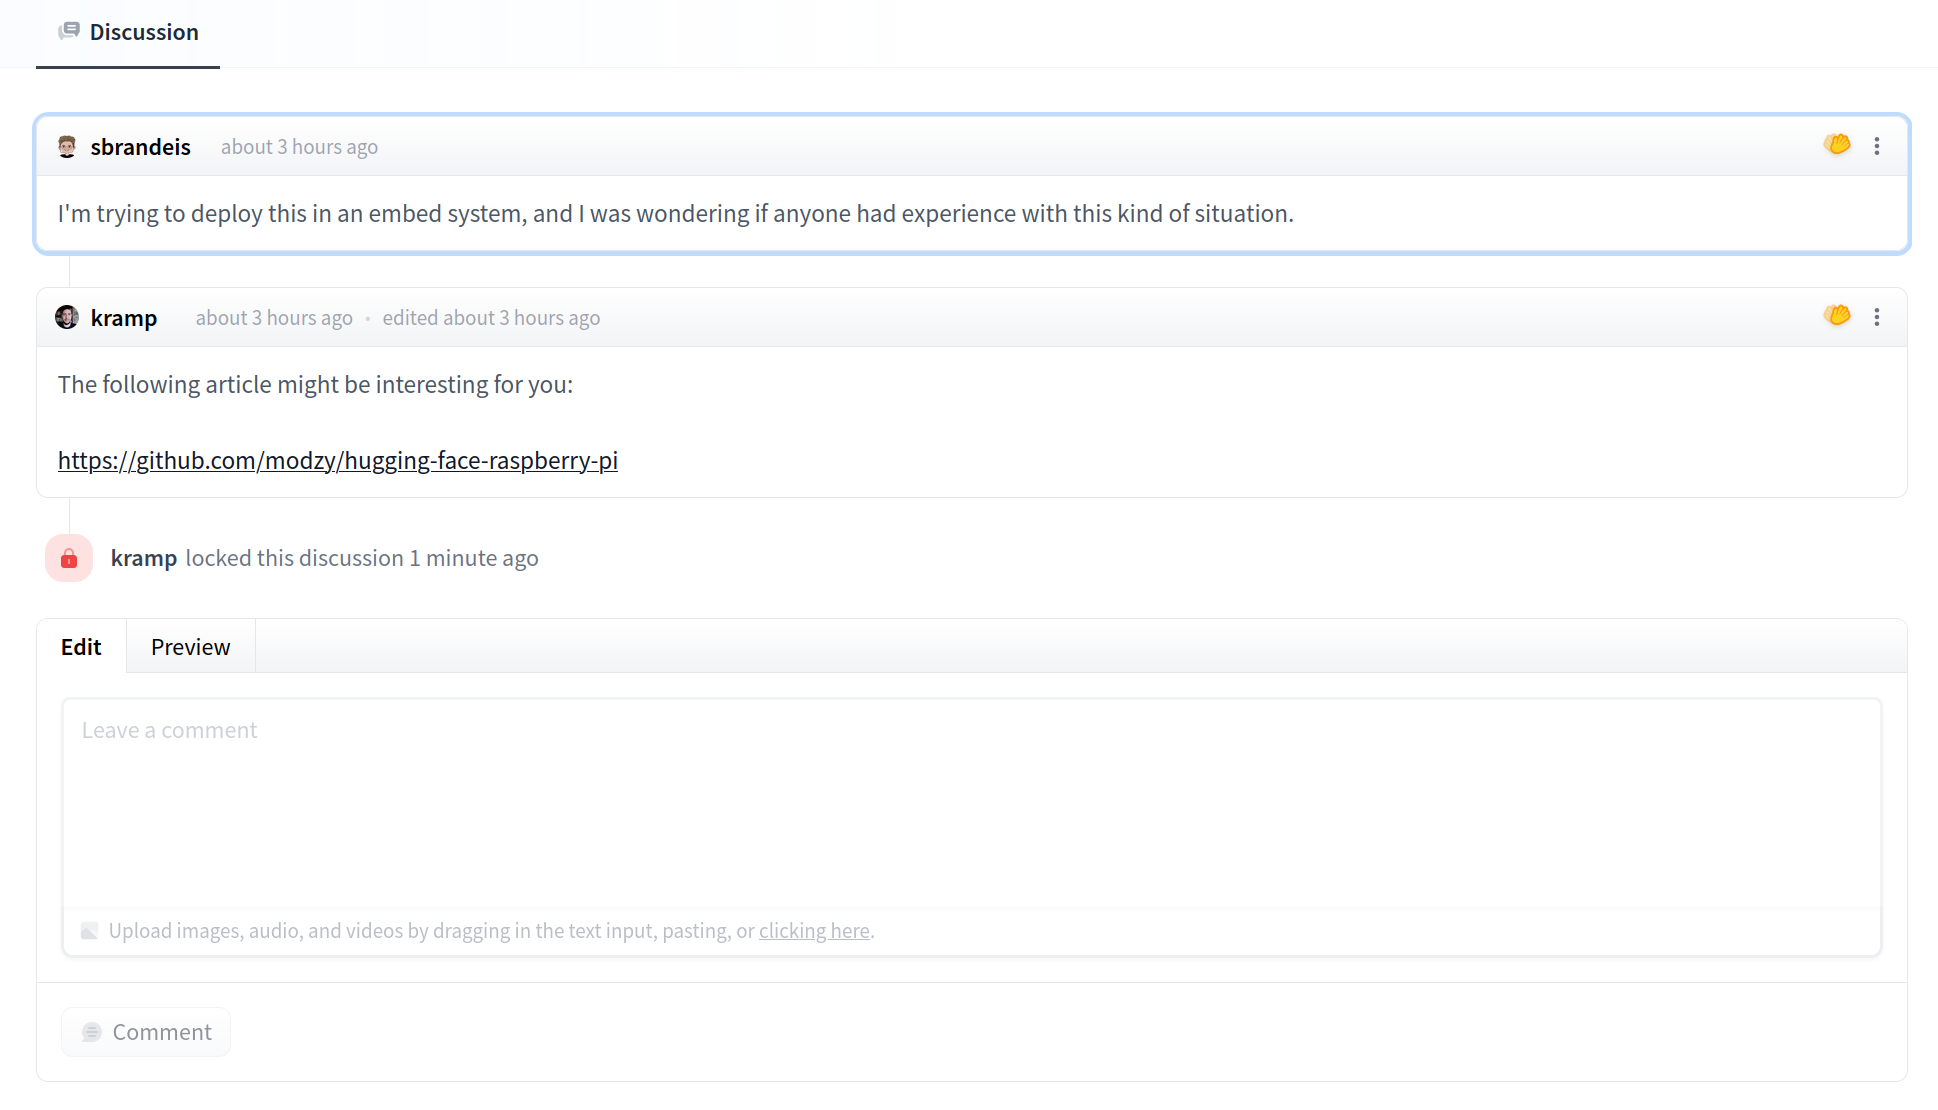 Discussion
sbrandeis about 3 hours ago
I'm trying to deploy this in an embed system, and I was wondering if anyone had experience with this kind of situation.
kramp about 3 hours ago • edited about 3 hours ago
The following article might be interesting for you:
https://github.com/modzy/hugging-face-raspberry-pi
kramp locked this discussion 1 minute ago
Edit Preview
Leave a comment
Upload images, audio, and videos by dragging in the text input, pasting, or clicking here.
Comment